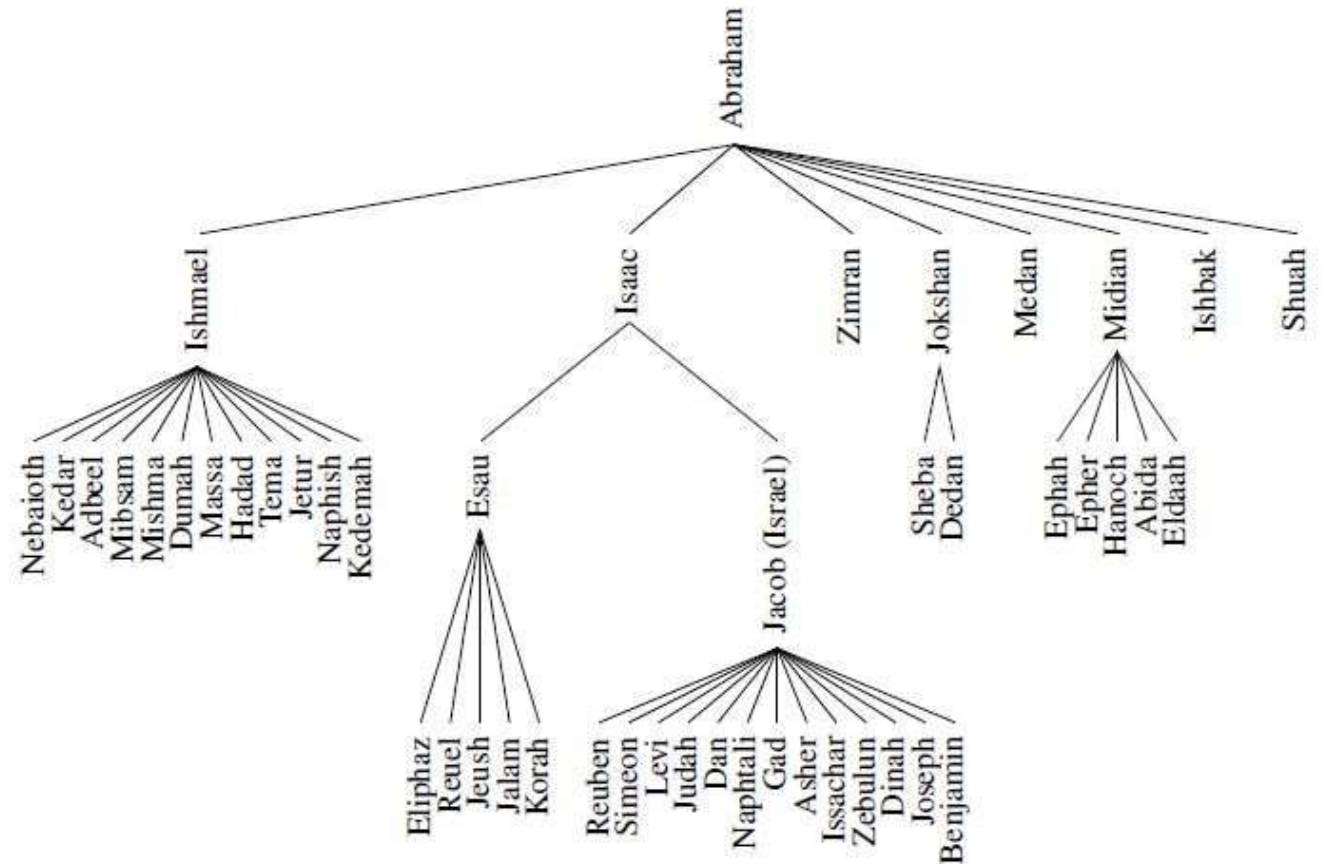 Abraham
Ishmael
Isaac
Zimran
Jokshan
Medan
Midian
Ishbak
Shuah
Nebaioth
Kedar
Adbeel
Mibsam
Mishma
Dumah
Massa
Hadad
Tema
Jetur
Naphish
Kedemah
Esau
Jacob (Israel)
Sheba
Dedan
Ephah
Epher
Hanoch
Abida
Eldaah
Eliphaz
Reuel
Jeush
Jalam
Korah
Reuben
Simeon
Levi
Judah
Dan
Naphtali
Gad
Asher
Issachar
Zebulun
Dinah
Joseph
Benjamin